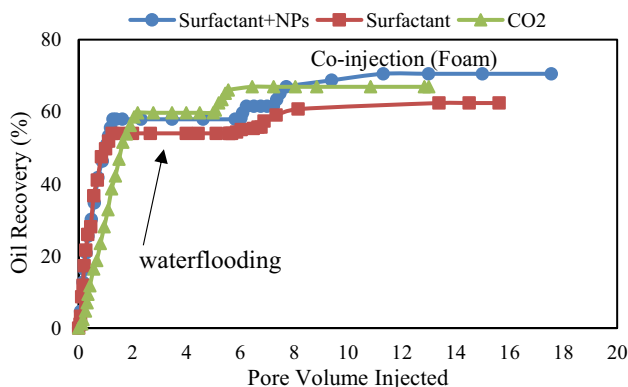 Surfactant+NPs Surfactant CO2
Co-injection (Foam)
waterflooding
Oil Recovery (%)
80
60
40
20
0
0 2 4 6 8 10 12 14 16 18 20
Pore Volume Injected